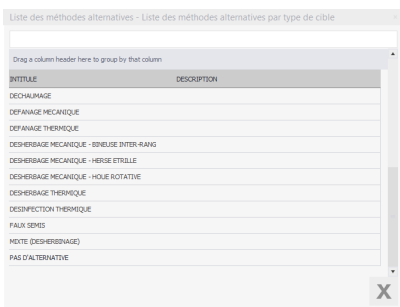 Liste des méthodes alternatives - Liste des méthodes alternatives par type de cible
Drag a column header here to group by that column
INTITULE DESCRIPTION
DECHAUMAGE
DEFANAGE MECANIQUE
DEFANAGE THERMIQUE
DESHERBAGE MECANIQUE - BINEUSE INTER-RANG
DESHERBAGE MECANIQUE - HERSE ETRILLE
DESHERBAGE MECANIQUE - HOUE ROTATIVE
DESHERBAGE THERMIQUE
DESINFECTION THERMIQUE
FAUX SEMIS
MIXTE (DESHERBINAGE)
PAS D'ALTERNATIVE
X